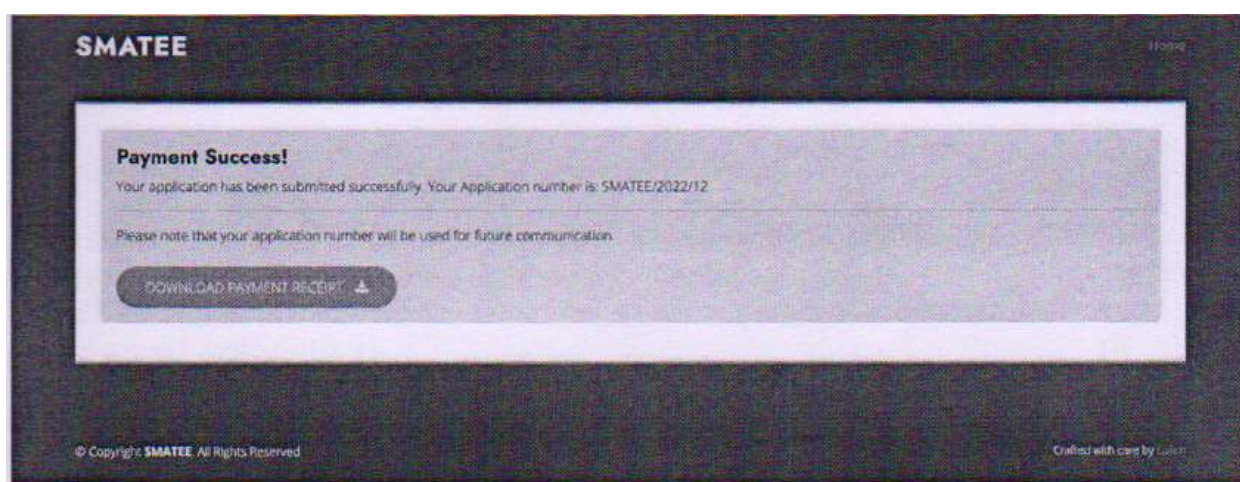 SMATEE
Home
Payment Success!
Your application has been submitted successfully. Your Application number is: SMATEE/2022/12
Please note that your application number will be used for future communication.
DOWNLOAD PAYMENT RECEIPT
© Copyright SMATEE. All Rights Reserved
Crafted with care by